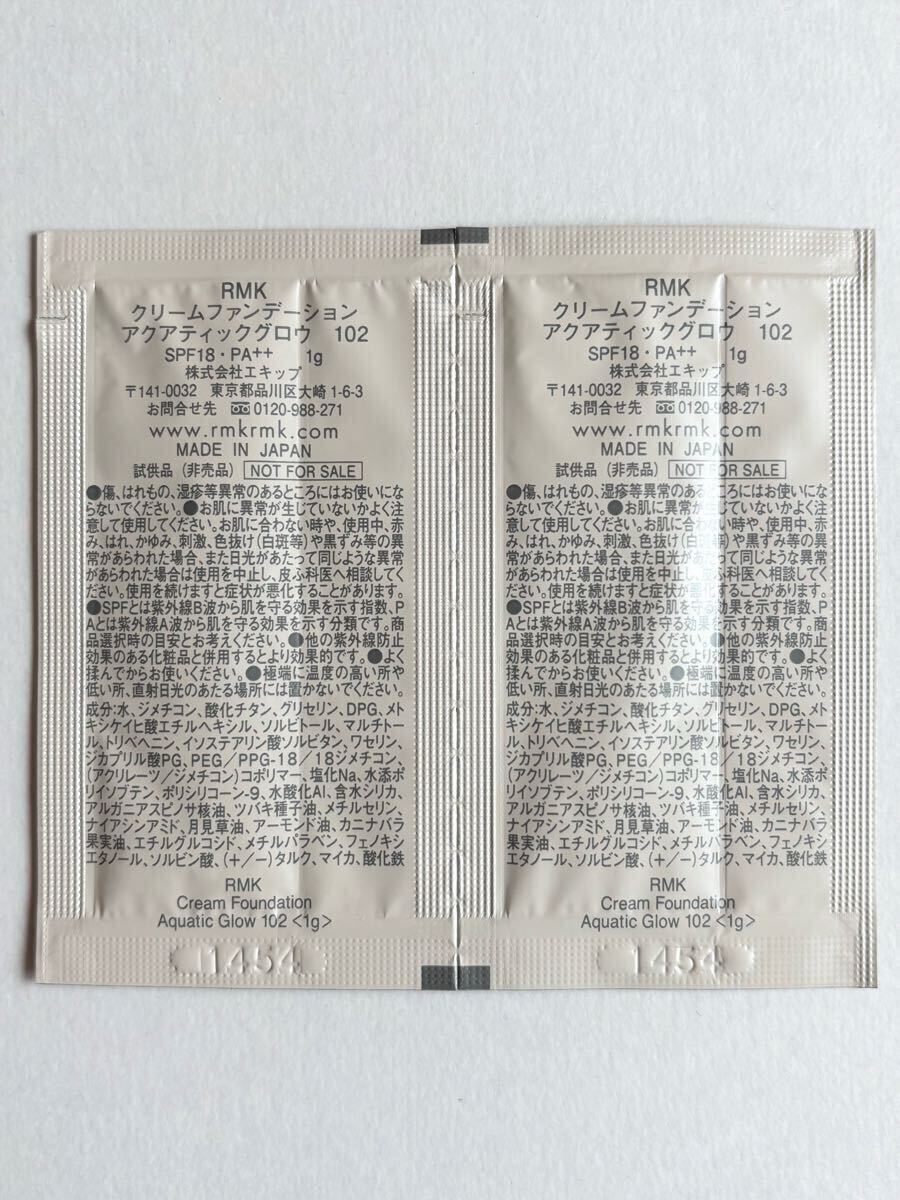 RMK
クリームファンデーション
アクアティックグロウ 102
SPF18・PA++ 1g
株式会社エキップ
〒141-0032 東京都品川区大崎1-6-3
お問合せ先 0120-988-271
www.rmkrmk.com
MADE IN JAPAN
試供品（非売品） NOT FOR SALE
●傷、はれもの、湿疹等異常のあるところにはお使いにな
らないでください。●お肌に異常が生じていないかよく注
意して使用してください。お肌に合わない時や、使用中、赤
み、はれ、かゆみ、刺激、色抜け(白斑等)や黒ずみ等の異
常があらわれた場合、また日光があたって同じような異常
があらわれた場合は使用を中止し、皮ふ科医へ相談してく
ださい。使用を続けますと症状が悪化することがあります。
●SPFとは紫外線B波から肌を守る効果を示す指数、P
Aとは紫外線A波から肌を守る効果を示す分類です。商
品選択時の目安とお考えください。●他の紫外線防止
効果のある化粧品と併用するとより効果的です。●よく
揉んでからお使いください。●極端に温度の高い所や
低い所、直射日光のあたる場所には置かないでください。
成分:水、ジメチコン、酸化チタン、グリセリン、DPG、メト
キシケイヒ酸エチルヘキシル、ソルビトール、マルチトー
ル、トリベヘニン、イソステアリン酸ソルビタン、ワセリン、
ジカプリル酸PG、PEG／PPG-18／18ジメチコン、
(アクリレーツ／ジメチコン)コポリマー、塩化Na、水添ポ
リイソブテン、ポリシリコーン-9、水酸化Al、含水シリカ、
アルガニアスピノサ核油、ツバキ種子油、メチルセリン、
ナイアシンアミド、月見草油、アーモンド油、カニナバラ
果実油、エチルグルコシド、メチルパラベン、フェノキシ
エタノール、ソルビン酸、(+/−)タルク、マイカ、酸化鉄
RMK
Cream Foundation
Aquatic Glow 102 <1g>
1454
RMK
クリームファンデーション
アクアティックグロウ 102
SPF18・PA++ 1g
株式会社エキップ
〒141-0032 東京都品川区大崎1-6-3
お問合せ先 0120-988-271
www.rmkrmk.com
MADE IN JAPAN
試供品（非売品） NOT FOR SALE
●傷、はれもの、湿疹等異常のあるところにはお使いにな
らないでください。●お肌に異常が生じていないかよく注
意して使用してください。お肌に合わない時や、使用中、赤
み、はれ、かゆみ、刺激、色抜け(白斑等)や黒ずみ等の異
常があらわれた場合、また日光があたって同じような異常
があらわれた場合は使用を中止し、皮ふ科医へ相談してく
ださい。使用を続けますと症状が悪化することがあります。
●SPFとは紫外線B波から肌を守る効果を示す指数、P
Aとは紫外線A波から肌を守る効果を示す分類です。商
品選択時の目安とお考えください。●他の紫外線防止
効果のある化粧品と併用するとより効果的です。●よく
揉んでからお使いください。●極端に温度の高い所や
低い所、直射日光のあたる場所には置かないでください。
成分:水、ジメチコン、酸化チタン、グリセリン、DPG、メト
キシケイヒ酸エチルヘキシル、ソルビトール、マルチトー
ル、トリベヘニン、イソステアリン酸ソルビタン、ワセリン、
ジカプリル酸PG、PEG／PPG-18／18ジメチコン、
(アクリレーツ／ジメチコン)コポリマー、塩化Na、水添ポ
リイソブテン、ポリシリコーン-9、水酸化Al、含水シリカ、
アルガニアスピノサ核油、ツバキ種子油、メチルセリン、
ナイアシンアミド、月見草油、アーモンド油、カニナバラ
果実油、エチルグルコシド、メチルパラベン、フェノキシ
エタノール、ソルビン酸、(+/−)タルク、マイカ、酸化鉄
RMK
Cream Foundation
Aquatic Glow 102 <1g>
1454